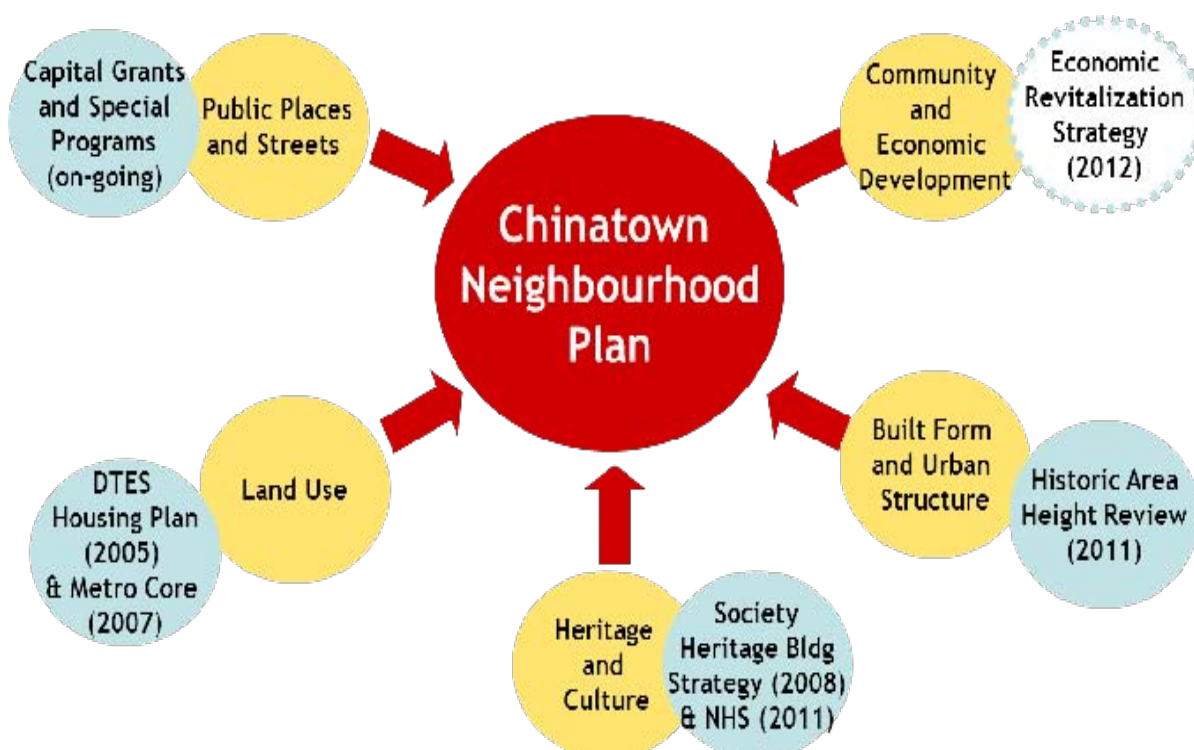 Capital Grants
and Special
Programs
(on-going)
Public Places
and Streets
Community
and
Economic
Development
Economic
Revitalization
Strategy
(2012)
Chinatown
Neighbourhood
Plan
DTES
Housing Plan
(2005)
& Metro Core
(2007)
Land Use
Built Form
and Urban
Structure
Historic Area
Height Review
(2011)
Heritage
and
Culture
Society
Heritage Bldg
Strategy (2008)
& NHS (2011)